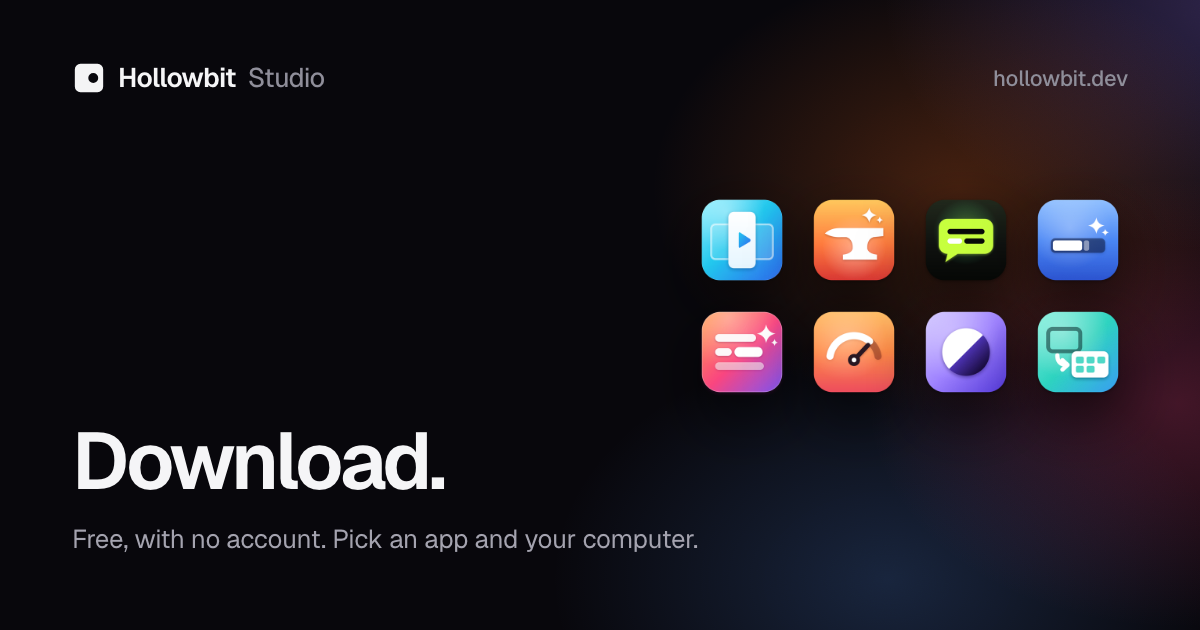 Hollowbit Studio
hollowbit.dev
Download.
Free, with no account. Pick an app and your computer.